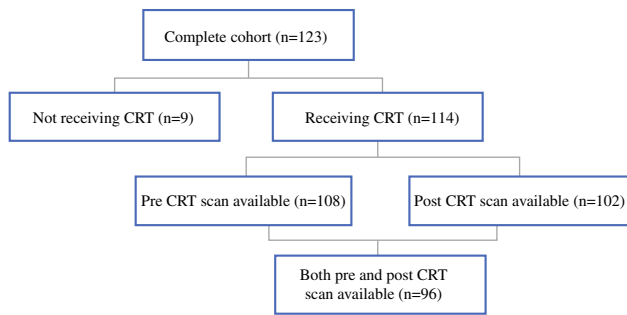 Complete cohort (n=123)
Not receiving CRT (n=9)
Receiving CRT (n=114)
Pre CRT scan available (n=108)
Post CRT scan available (n=102)
Both pre and post CRT
scan available (n=96)